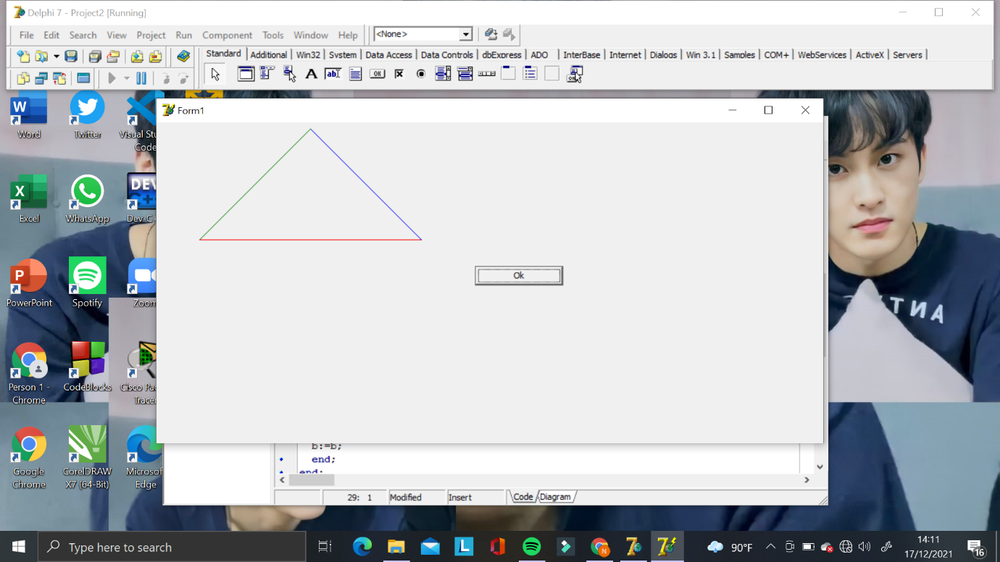 Delphi 7 - Project2 [Running]
File Edit Search View Project Run Component Tools Window Help <None>
Standard Additional Win32 System Data Access Data Controls dbExpress ADO InterBase Internet Dialogs Win 3.1 Samples COM+ WebServices ActiveX Servers
Form1
Word
Twitter
Visual Stu
Code
Excel
WhatsApp
Dev-C+
DEV
ANT
PowerPoint
Spotify
Zoom
Ok
Person 1 -
Chrome
CodeBlocks
Cisco Pac
Tracer
Google
Chrome
CorelDRAW
X7 (64-Bit)
Microsof
Edge
b:=b;
end;
end;
29: 1 Modified Insert Code Diagram
Type here to search
90°F
14:11
17/12/2021
16